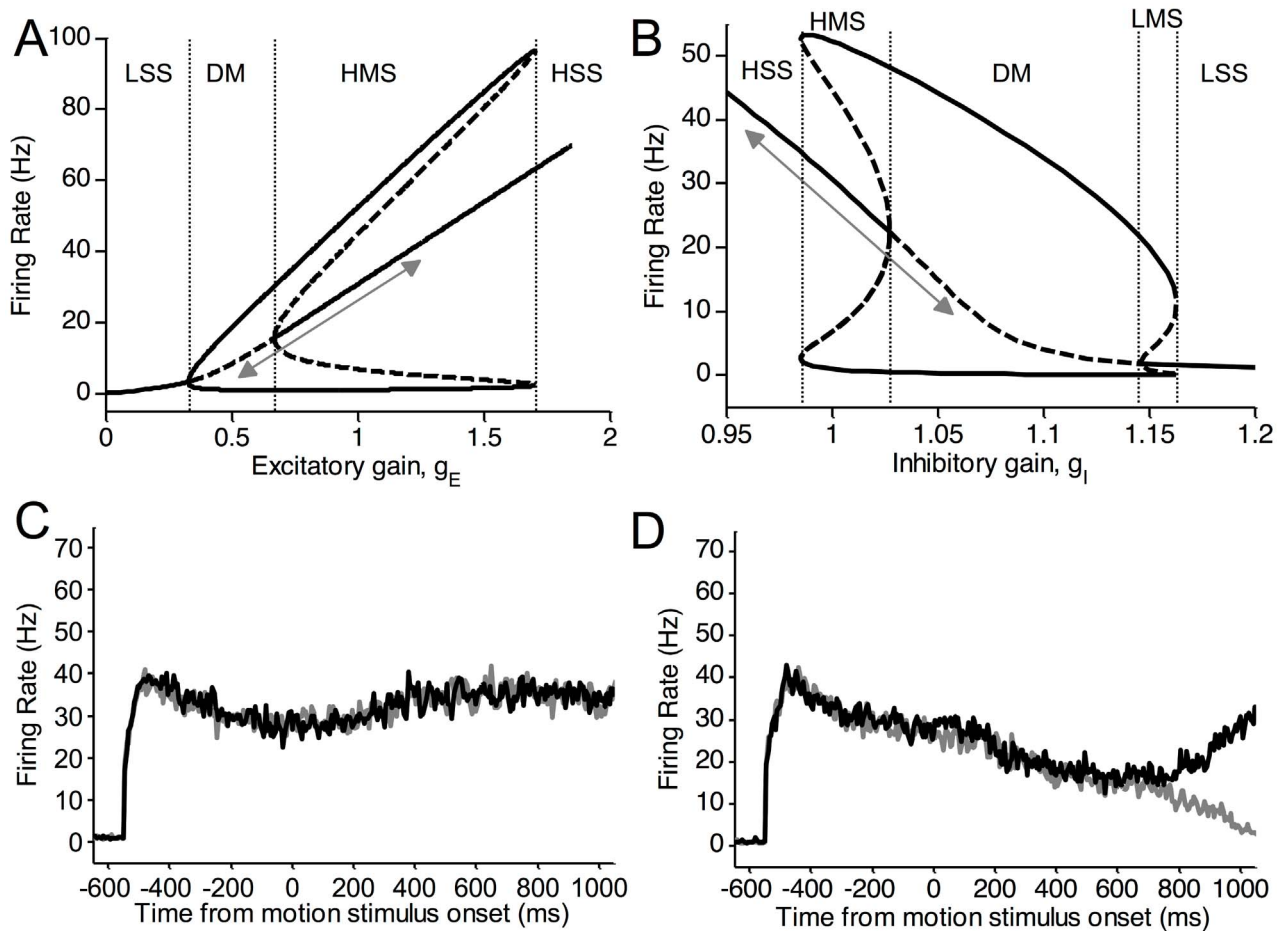 A
100
80
60
40
20
0
Firing Rate (Hz)
LSS DM HMS HSS
0 0.5 1 1.5 2
Excitatory gain, gE
B
50
40
30
20
10
0
Firing Rate (Hz)
HMS LMS
HSS DM LSS
0.95 1 1.05 1.1 1.15 1.2
Inhibitory gain, gI
C
70
60
50
40
30
20
10
0
Firing Rate (Hz)
-600 -400 -200 0 200 400 600 800 1000
Time from motion stimulus onset (ms)
D
70
60
50
40
30
20
10
0
Firing Rate (Hz)
-600 -400 -200 0 200 400 600 800 1000
Time from motion stimulus onset (ms)